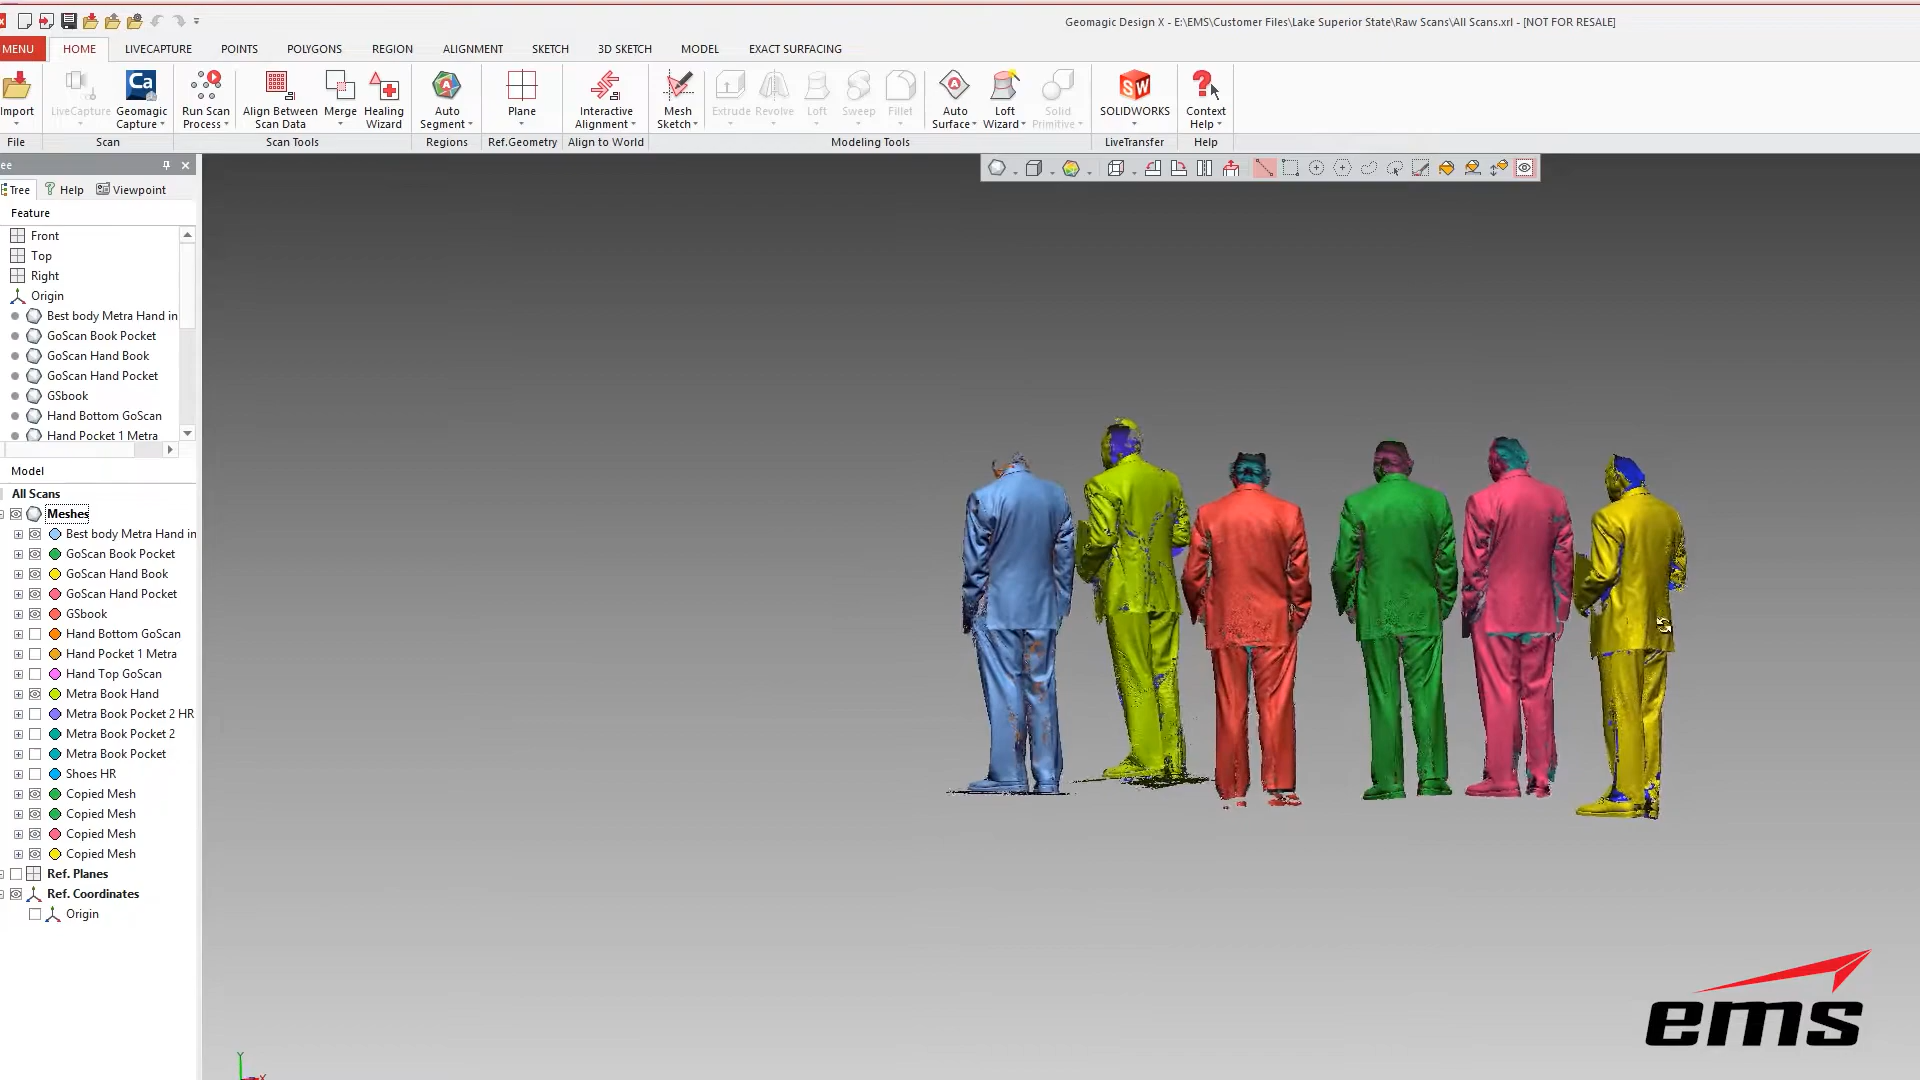 Geomagic Design X - E:\EMS\Customer Files\Lake Superior State\Raw Scans\All Scans.xrl - [NOT FOR RESALE]
MENU HOME LIVECAPTURE POINTS POLYGONS REGION ALIGNMENT SKETCH 3D SKETCH MODEL EXACT SURFACING
Import LiveCapture Geomagic Capture Run Scan Process Align Between Scan Data Merge Healing Wizard Auto Segment Plane Interactive Alignment Mesh Sketch Extrude Revolve Loft Sweep Fillet Auto Surface Loft Wizard Solid Primitive SOLIDWORKS Context Help
File Scan Scan Tools Regions Ref.Geometry Align to World Modeling Tools LiveTransfer Help
ee
Tree Help Viewpoint
Feature
Front
Top
Right
Origin
Best body Metra Hand in
GoScan Book Pocket
GoScan Hand Book
GoScan Hand Pocket
GSbook
Hand Bottom GoScan
Hand Pocket 1 Metra
Model
All Scans
Meshes
Best body Metra Hand in
GoScan Book Pocket
GoScan Hand Book
GoScan Hand Pocket
GSbook
Hand Bottom GoScan
Hand Pocket 1 Metra
Hand Top GoScan
Metra Book Hand
Metra Book Pocket 2 HR
Metra Book Pocket 2
Metra Book Pocket
Shoes HR
Copied Mesh
Copied Mesh
Copied Mesh
Copied Mesh
Ref. Planes
Ref. Coordinates
Origin
Ca
SW
Y
X
ems